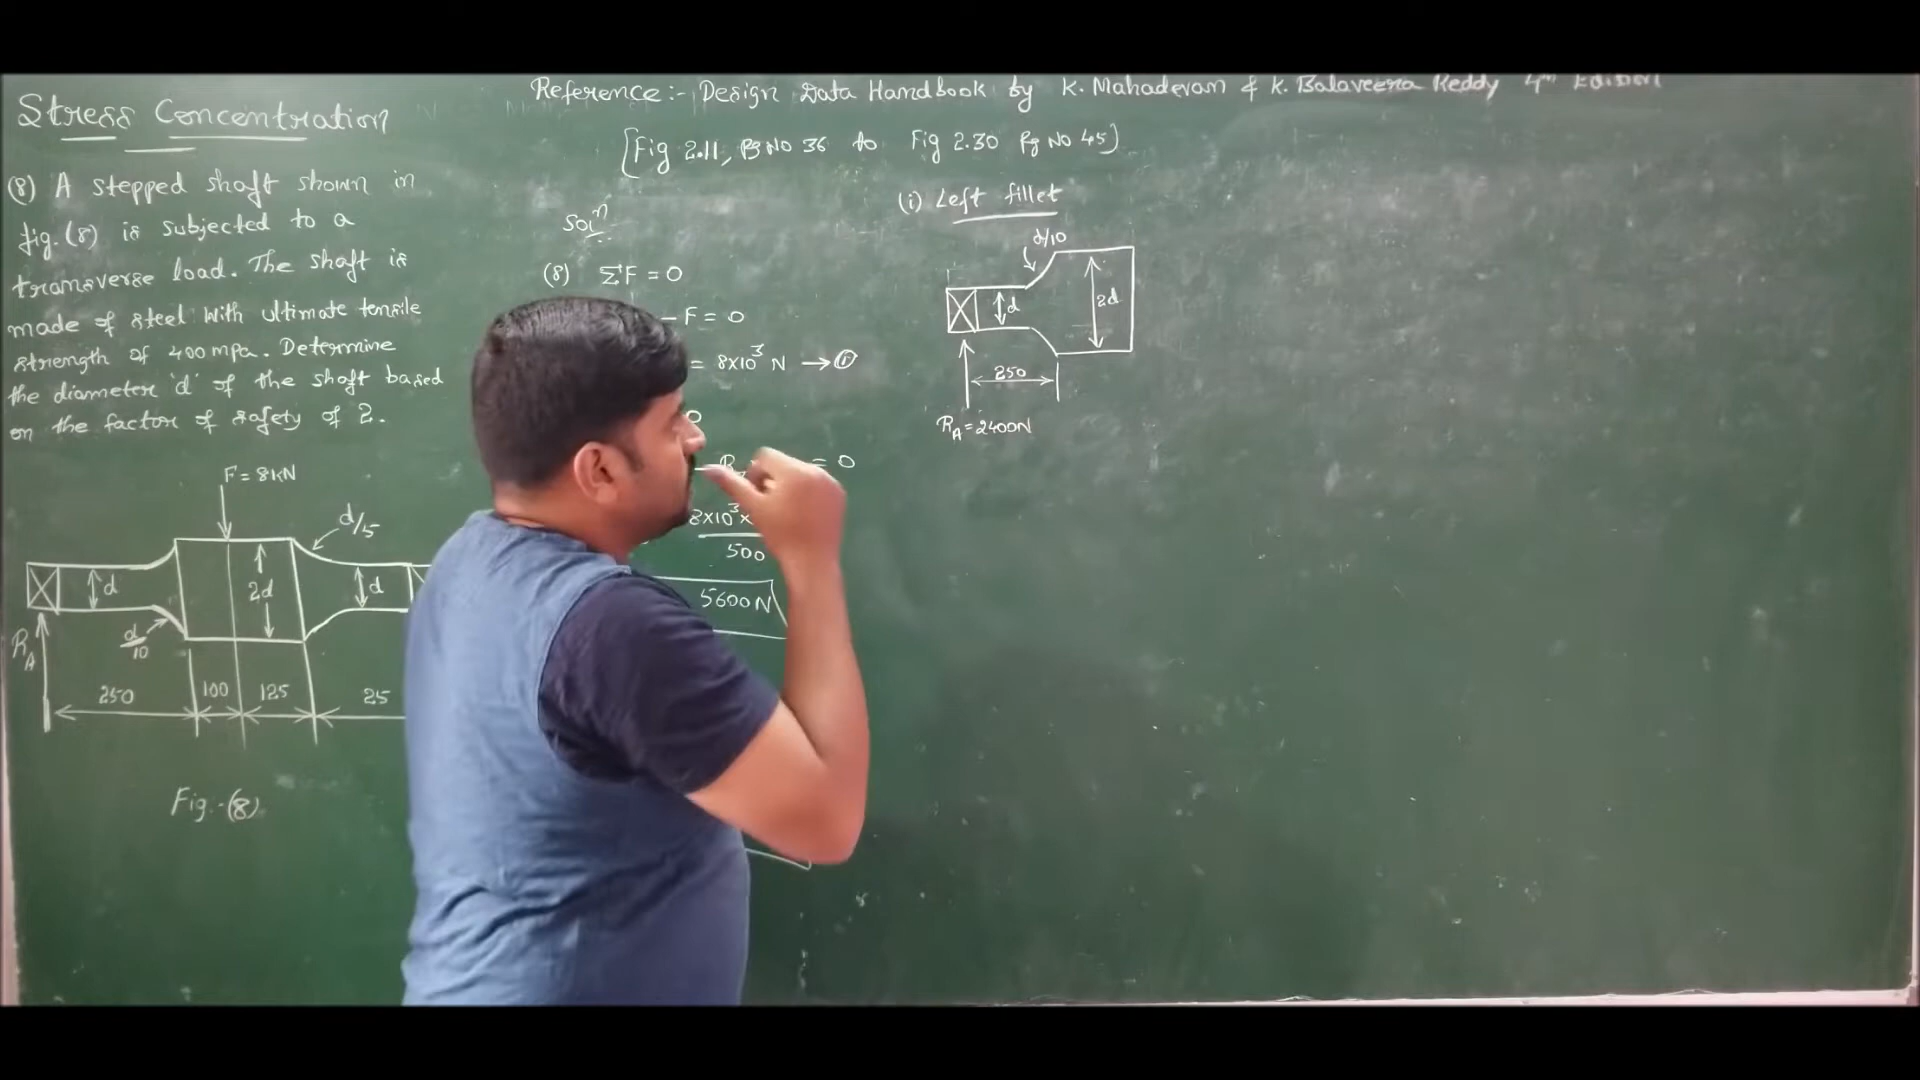 Reference:- Design Data Handbook by K. Mahadevan & K. Balaveera Reddy 4th Edition
[Fig 2.11, Pg No 36 to Fig 2.30 Pg No 45]
Stress Concentration
(8) A stepped shaft shown in
fig. (8) is subjected to a
transverse load. The shaft is
made of steel with ultimate tensile
strength of 400 mpa. Determine
the diameter 'd' of the shaft based
on the factor of safety of 2.
F = 8kN
d/5
d
2d
d
d/10
RA
250
100
125
25
Fig.-(8)
Soln
(8) ΣF = 0
- F = 0
= 8x10³ N → ①
0
= 0
8x10³x
500
5600N
(i) Left fillet
d/10
d
2d
250
RA = 2400N